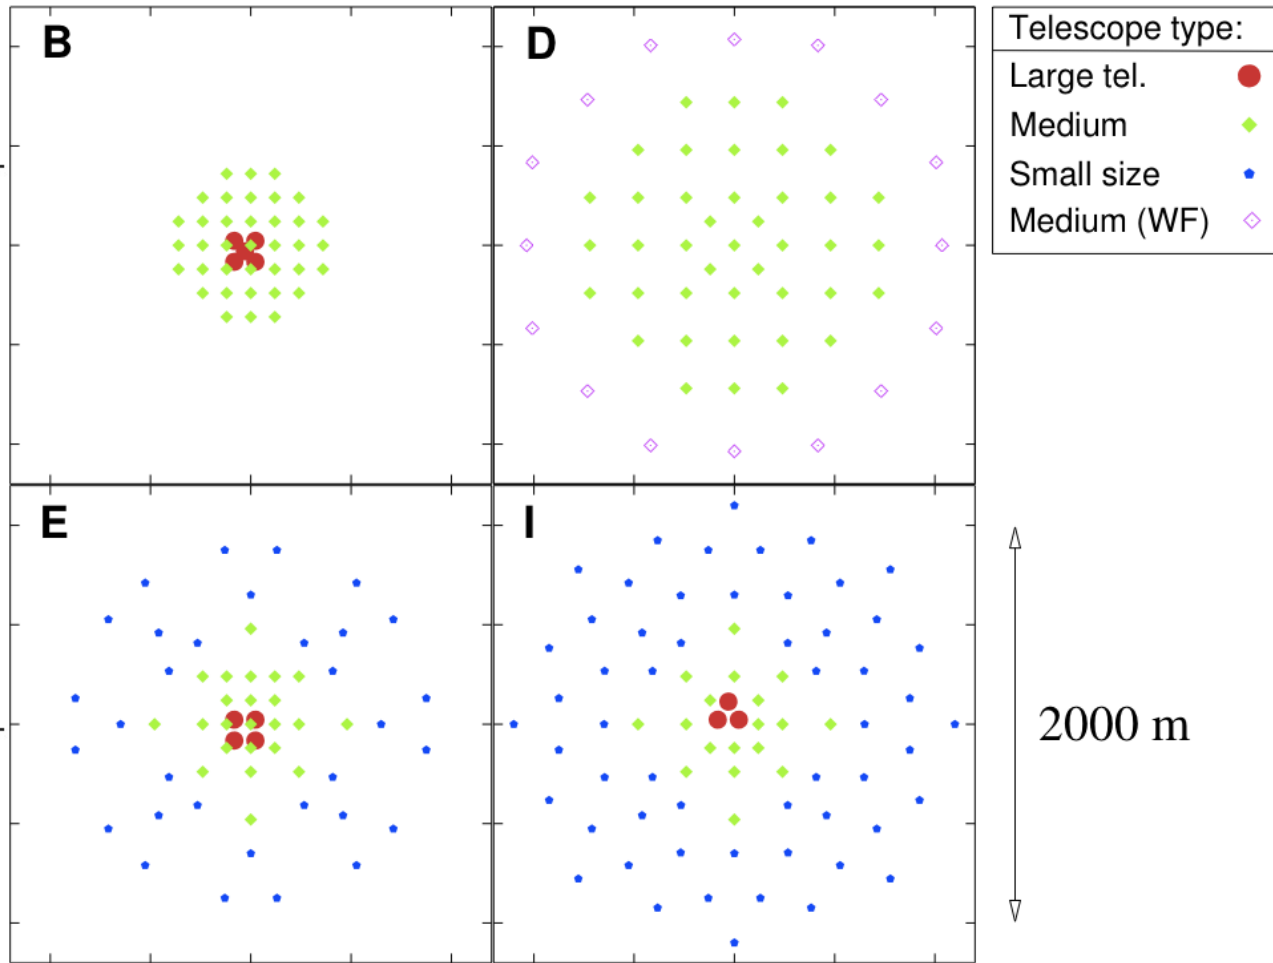 B
D
Telescope type:
Large tel.
Medium
Small size
Medium (WF)
E
I
2000 m